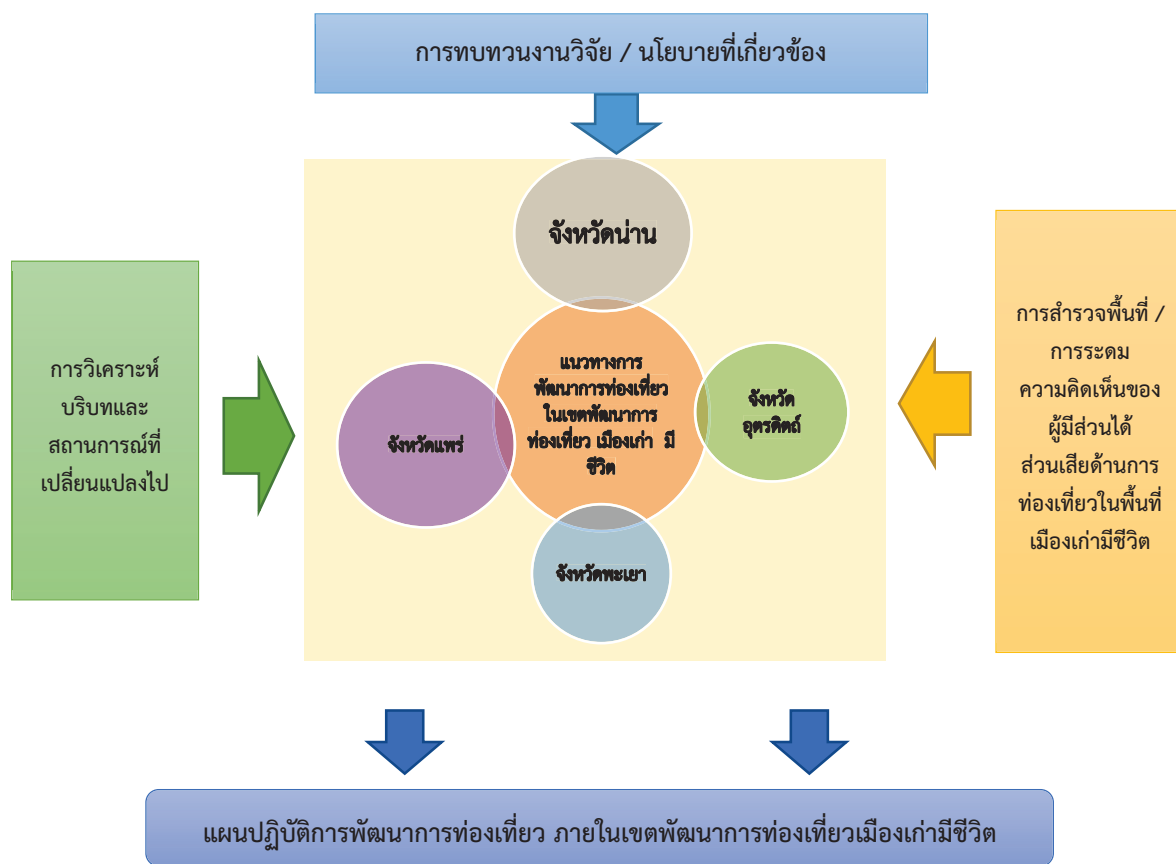 การทบทวนงานวิจัย / นโยบายที่เกี่ยวข้อง
จังหวัดน่าน
การวิเคราะห์
บริบทและ
สถานการณ์ที่
เปลี่ยนแปลงไป
จังหวัดแพร่
แนวทางการ
พัฒนาการท่องเที่ยว
ในเขตพัฒนาการ
ท่องเที่ยว เมืองเก่า มี
ชีวิต
จังหวัด
อุตรดิตถ์
จังหวัดพะเยา
การสำรวจพื้นที่ /
การระดม
ความคิดเห็นของ
ผู้มีส่วนได้
ส่วนเสียด้านการ
ท่องเที่ยวในพื้นที่
เมืองเก่ามีชีวิต
แผนปฏิบัติการพัฒนาการท่องเที่ยว ภายในเขตพัฒนาการท่องเที่ยวเมืองเก่ามีชีวิต